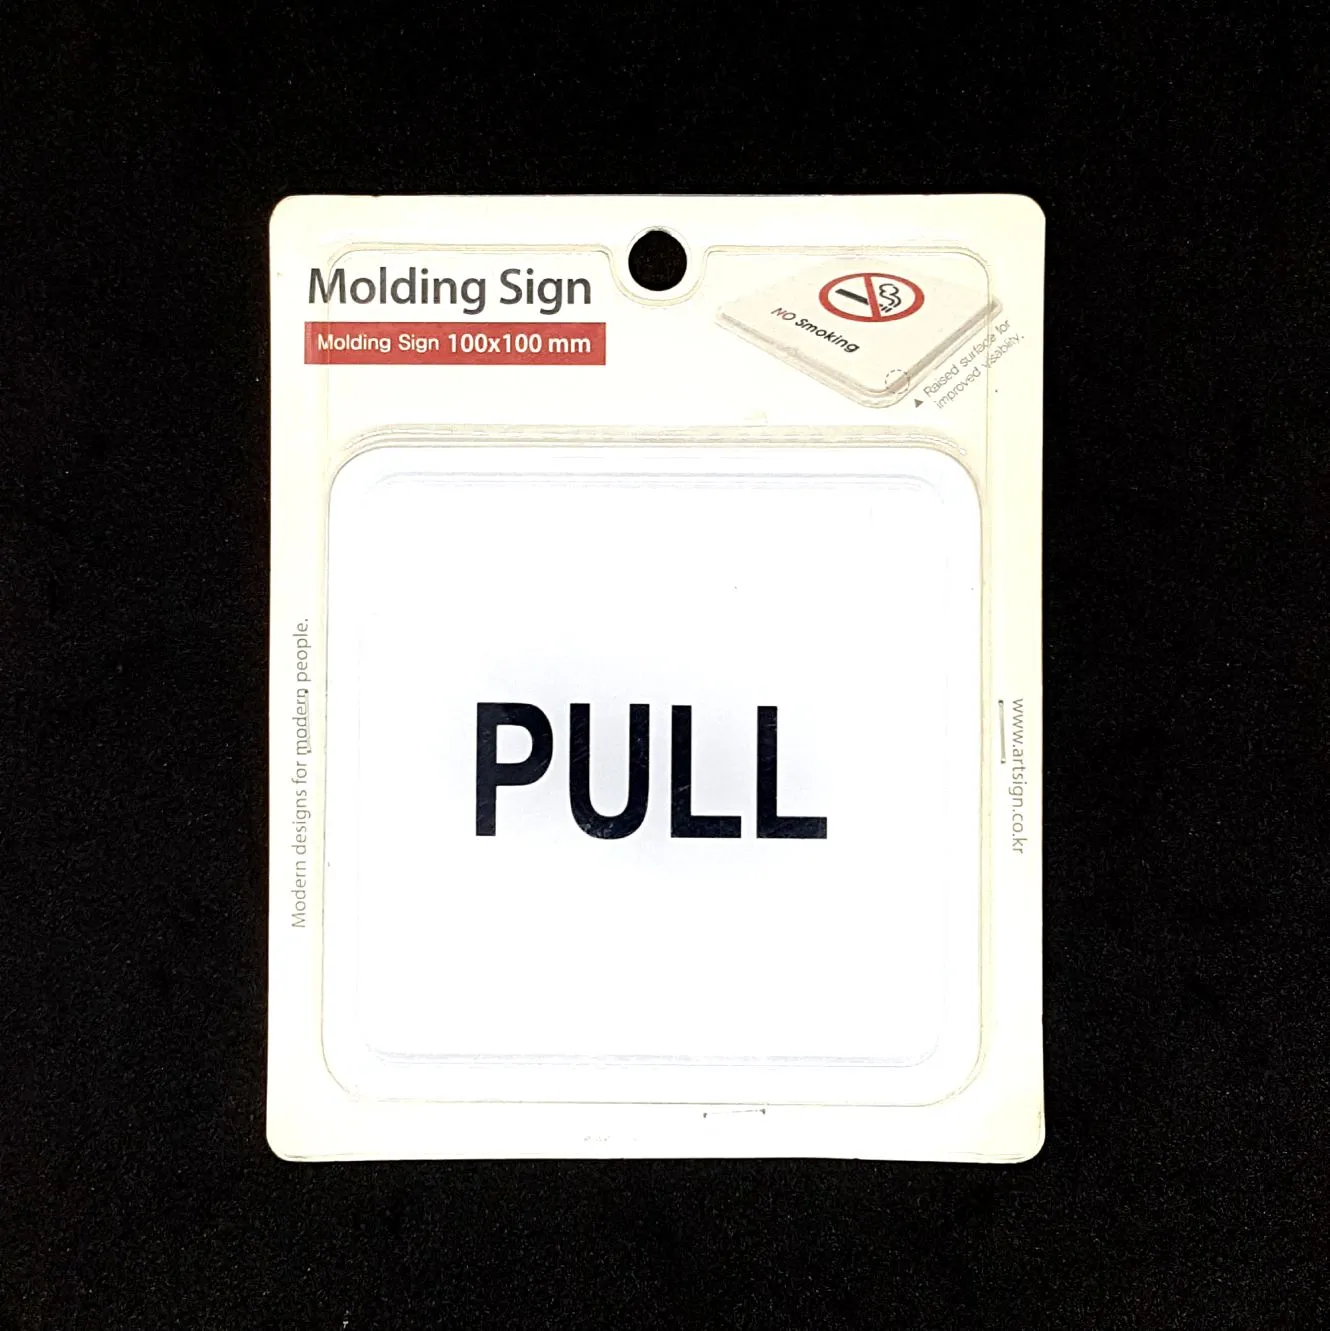 Molding Sign
Molding Sign 100x100 mm
NO Smoking
▲ Raised surface for
improved visability.
PULL
Modern designs for modern people.
www.artsign.co.kr